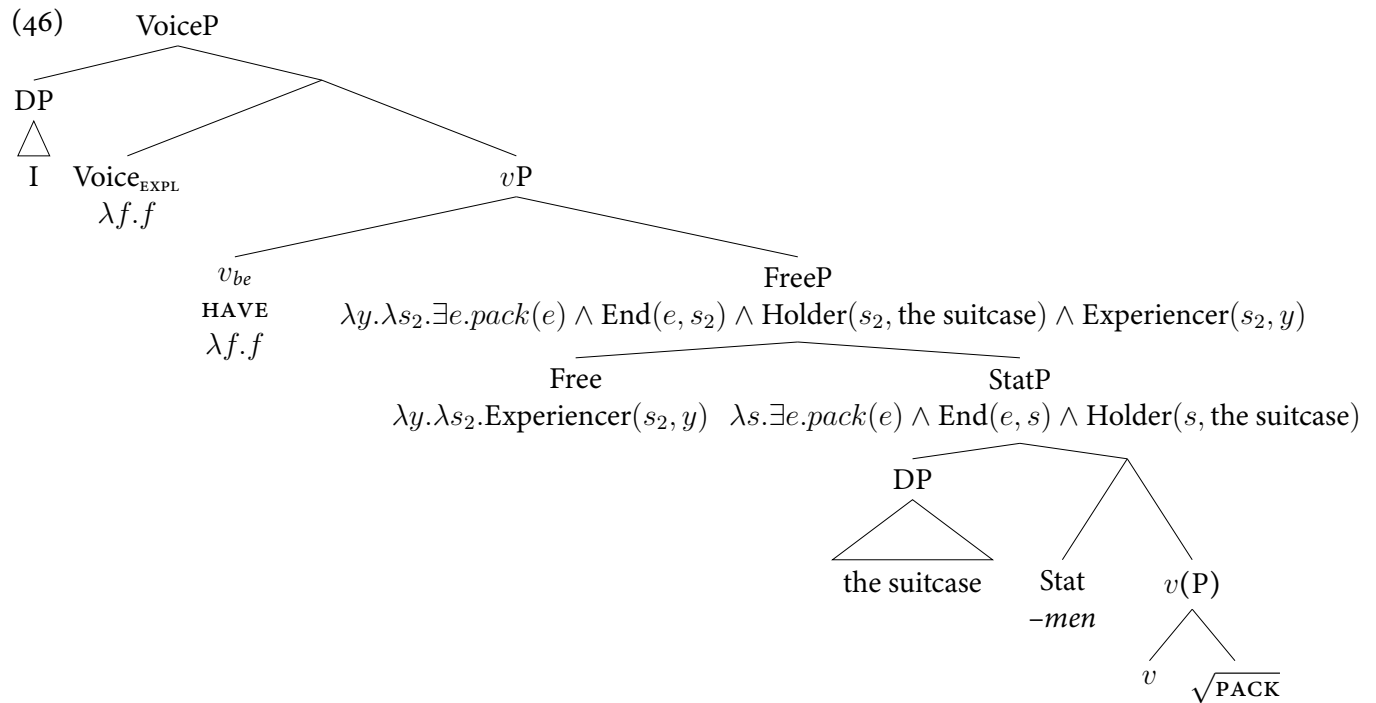 (46) VoiceP
DP
I Voice_EXPL vP
λf.f
v_be FreeP
HAVE λy.λs₂.∃e.pack(e) ∧ End(e, s₂) ∧ Holder(s₂, the suitcase) ∧ Experiencer(s₂, y)
λf.f
Free StatP
λy.λs₂.Experiencer(s₂, y) λs.∃e.pack(e) ∧ End(e, s) ∧ Holder(s, the suitcase)
DP
the suitcase Stat v(P)
–men
v √PACK